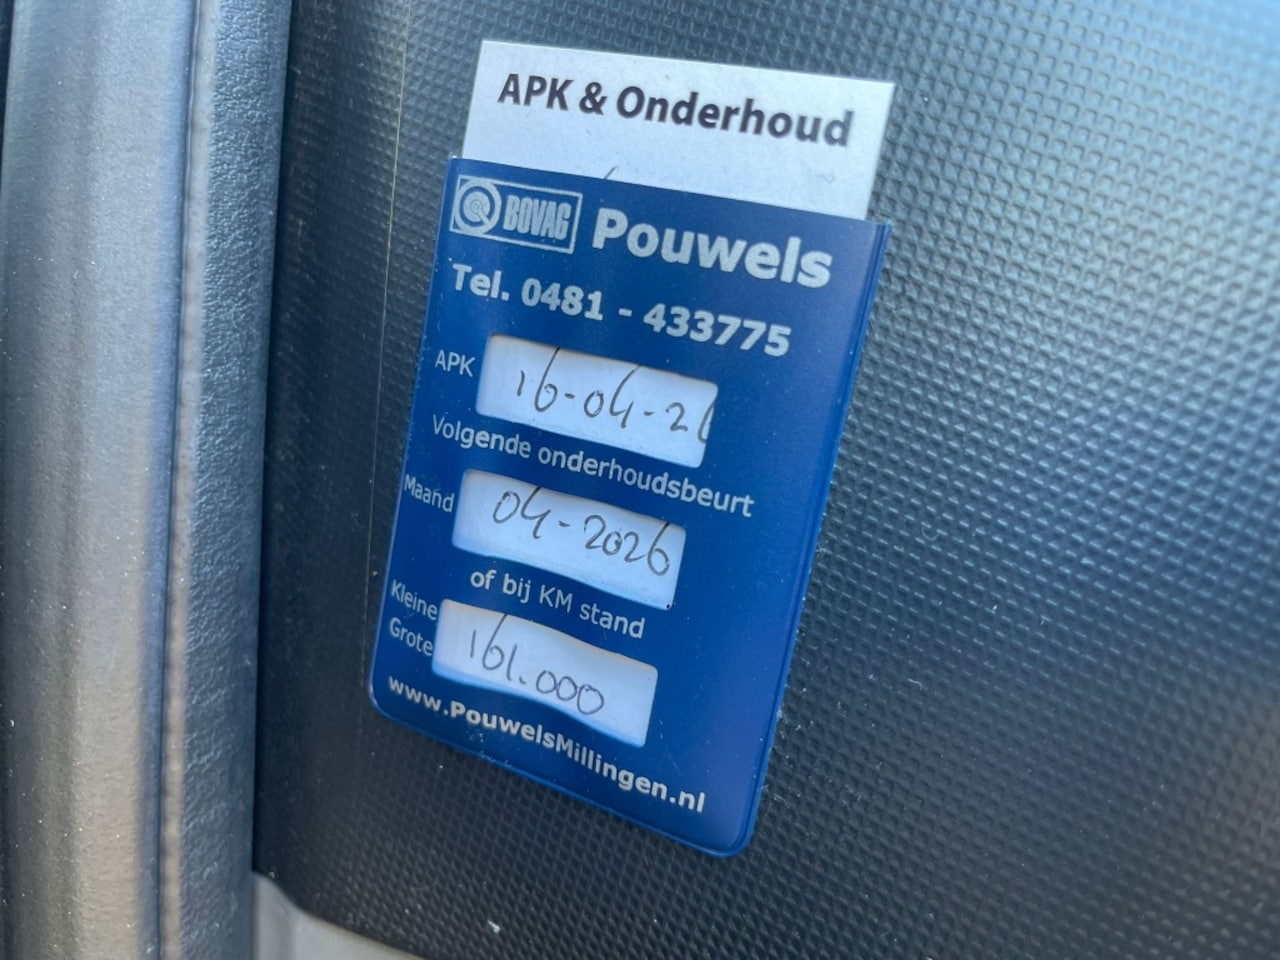 APK & Onderhoud
BOVAG Pouwels
Tel. 0481 - 433775
APK 16-04-26
Volgende onderhoudsbeurt
Maand 04-2026
of bij KM stand
Kleine
Grote 161.000
www.PouwelsMillingen.nl